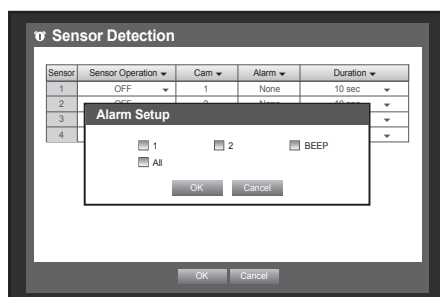 Sensor Detection
Sensor Sensor Operation Cam Alarm Duration
1 OFF 1 None 10 sec
2
3
4
Alarm Setup
1 2 BEEP
All
OK Cancel
OK Cancel